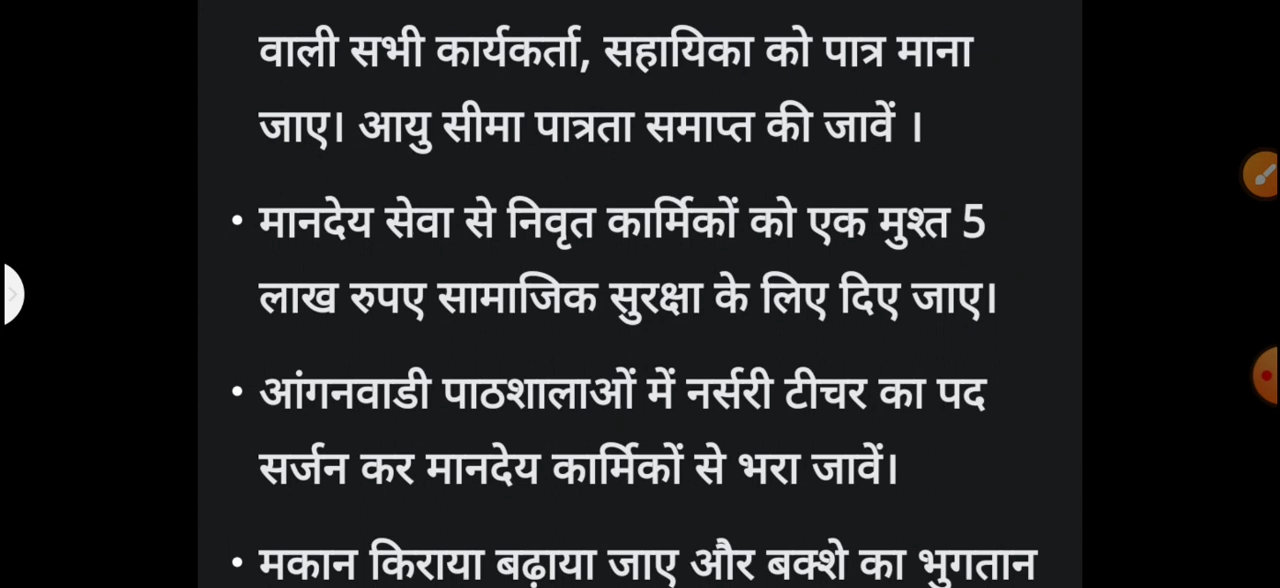 वाली सभी कार्यकर्ता, सहायिका को पात्र माना
जाए। आयु सीमा पात्रता समाप्त की जावें ।
• मानदेय सेवा से निवृत कार्मिकों को एक मुश्त 5
लाख रुपए सामाजिक सुरक्षा के लिए दिए जाए।
• आंगनवाडी पाठशालाओं में नर्सरी टीचर का पद
सर्जन कर मानदेय कार्मिकों से भरा जावें।
• मकान किराया बढ़ाया जाए और बक्शे का भुगतान